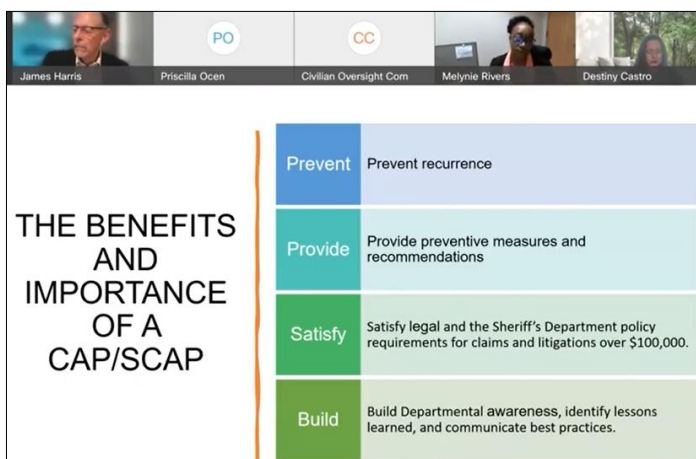 PO
CC
James Harris
Priscilla Ocen
Civilian Oversight Com
Melynie Rivers
Destiny Castro
THE BENEFITS
AND
IMPORTANCE
OF A
CAP/SCAP
Prevent
Prevent recurrence
Provide
Provide preventive measures and
recommendations
Satisfy
Satisfy legal and the Sheriff's Department policy
requirements for claims and litigations over $100,000.
Build
Build Departmental awareness, identify lessons
learned, and communicate best practices.